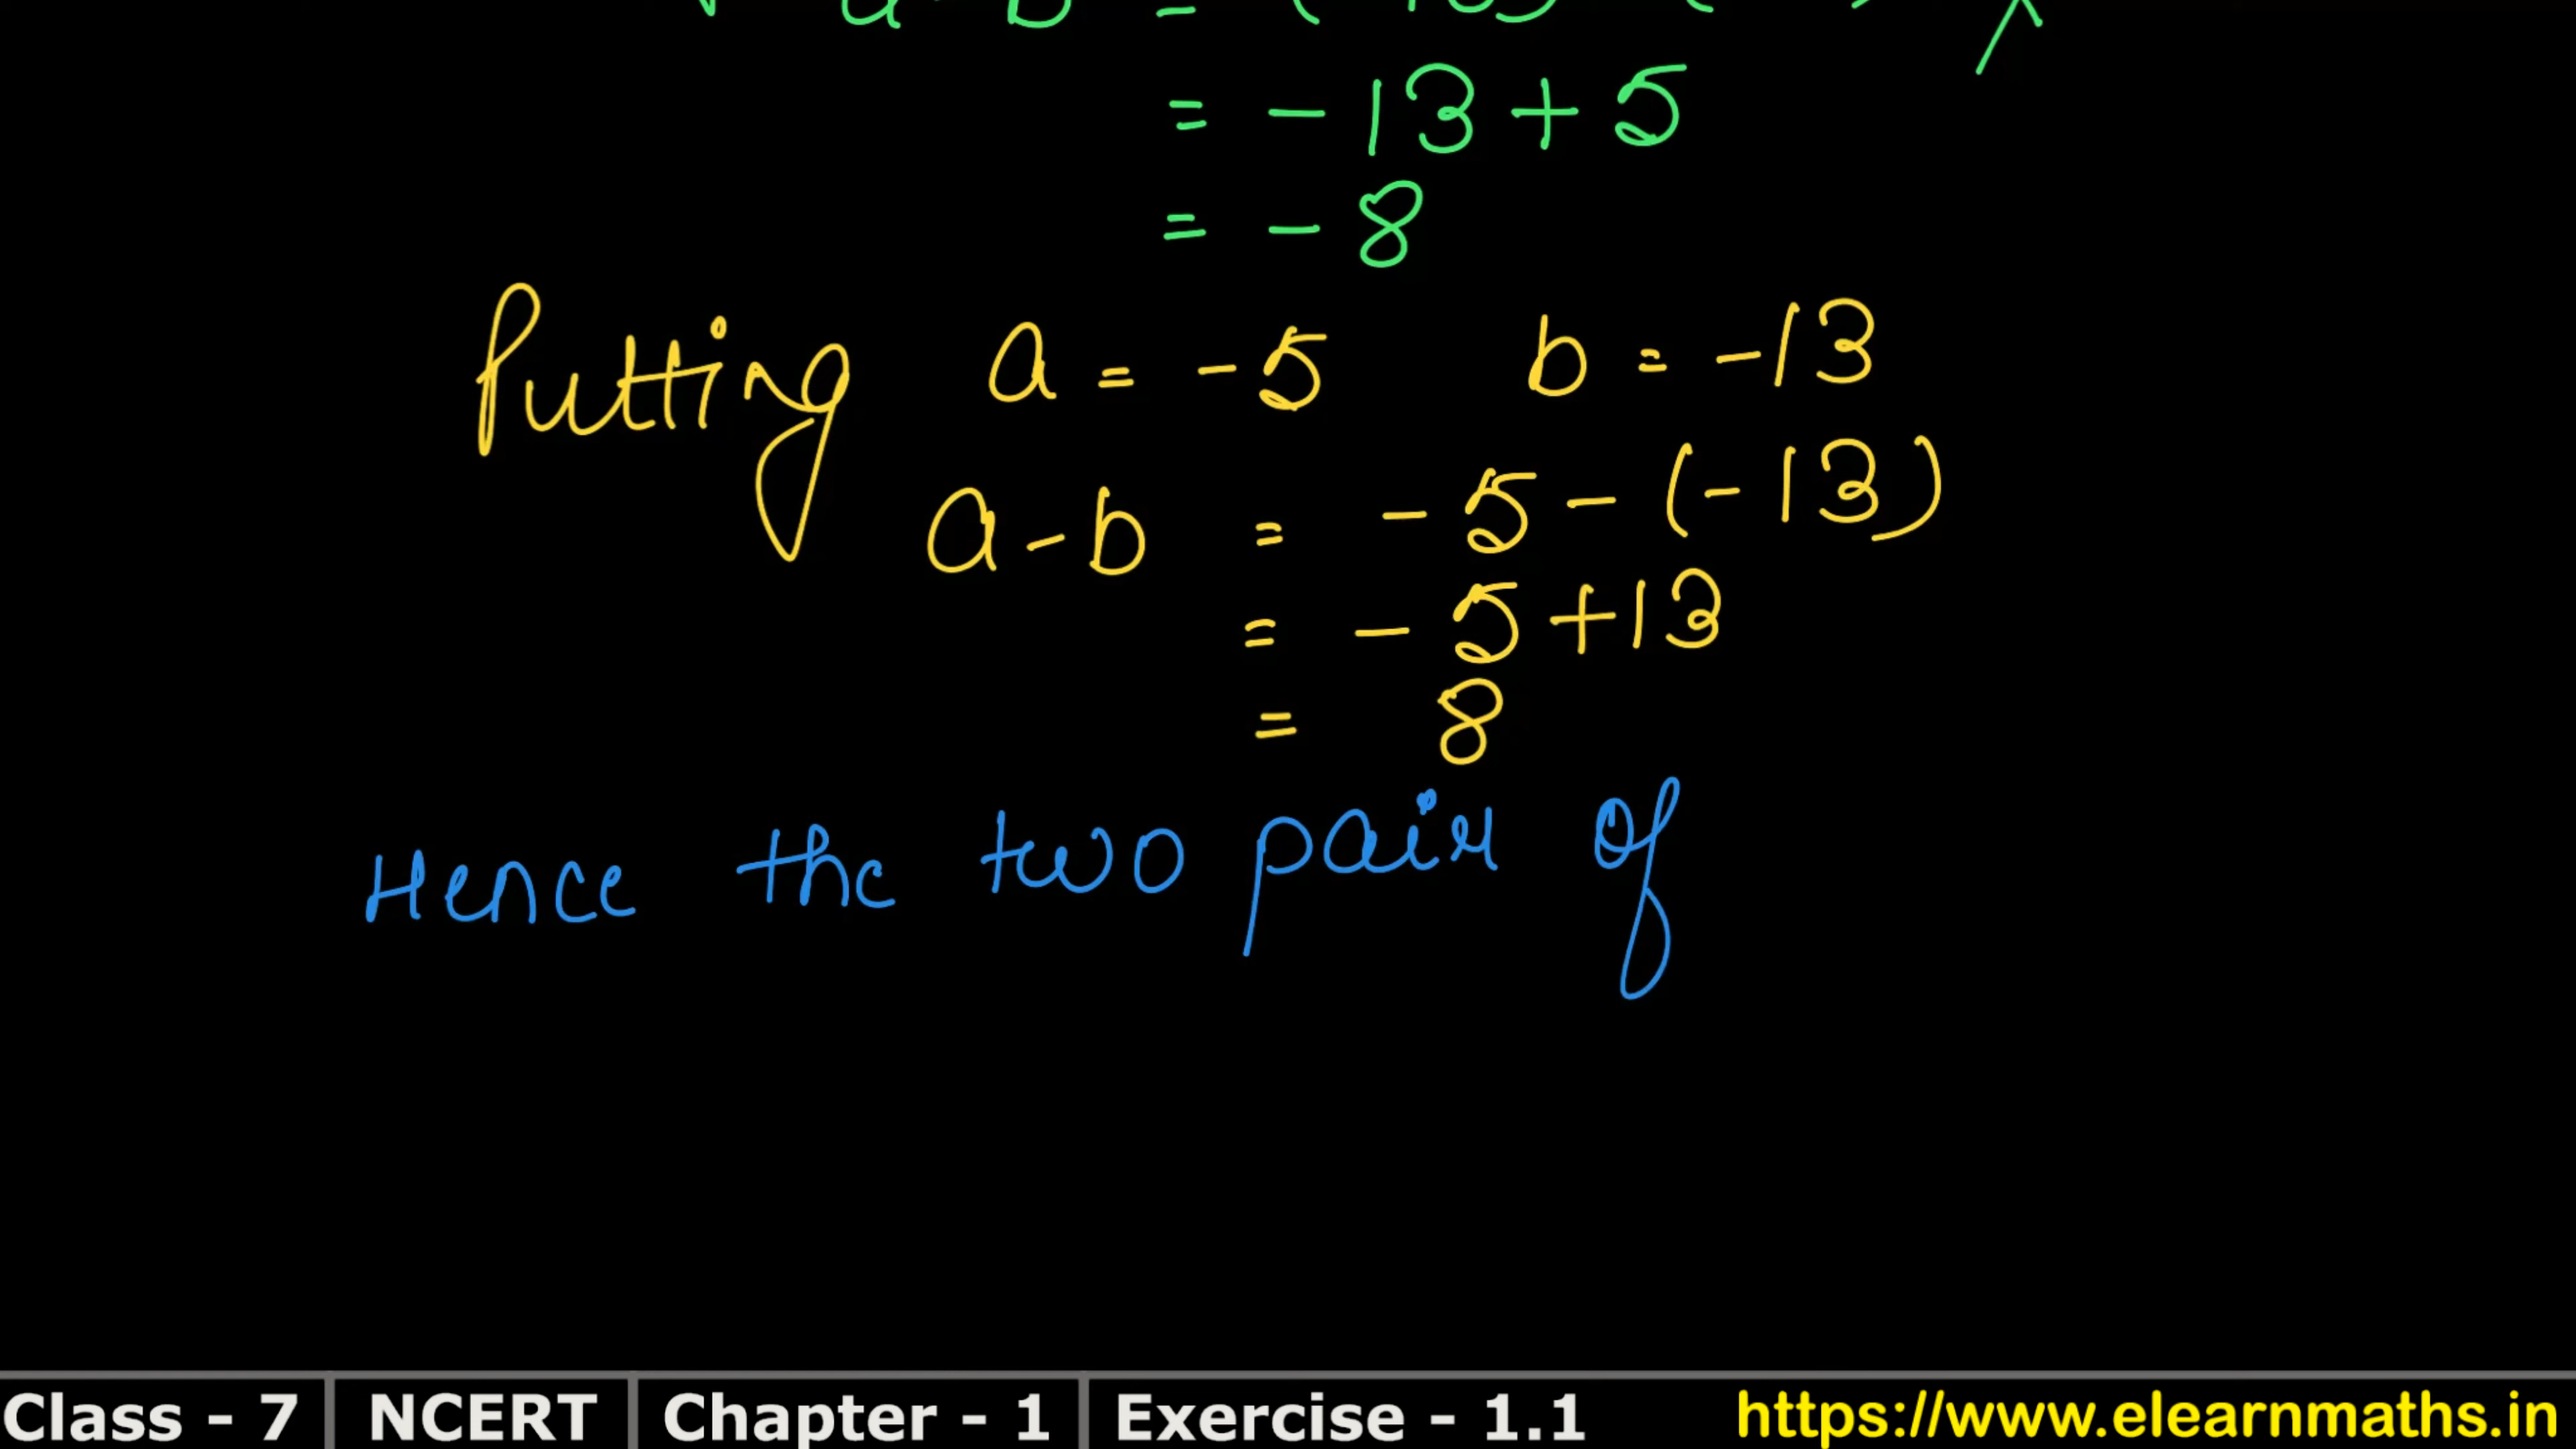 a - b =
= - 13 + 5
= - 8
Putting a = - 5 b = - 13
a - b = - 5 - (- 13)
= - 5 + 13
= 8
Hence the two pair of
Class - 7 NCERT Chapter - 1 Exercise - 1.1 https://www.elearnmaths.in